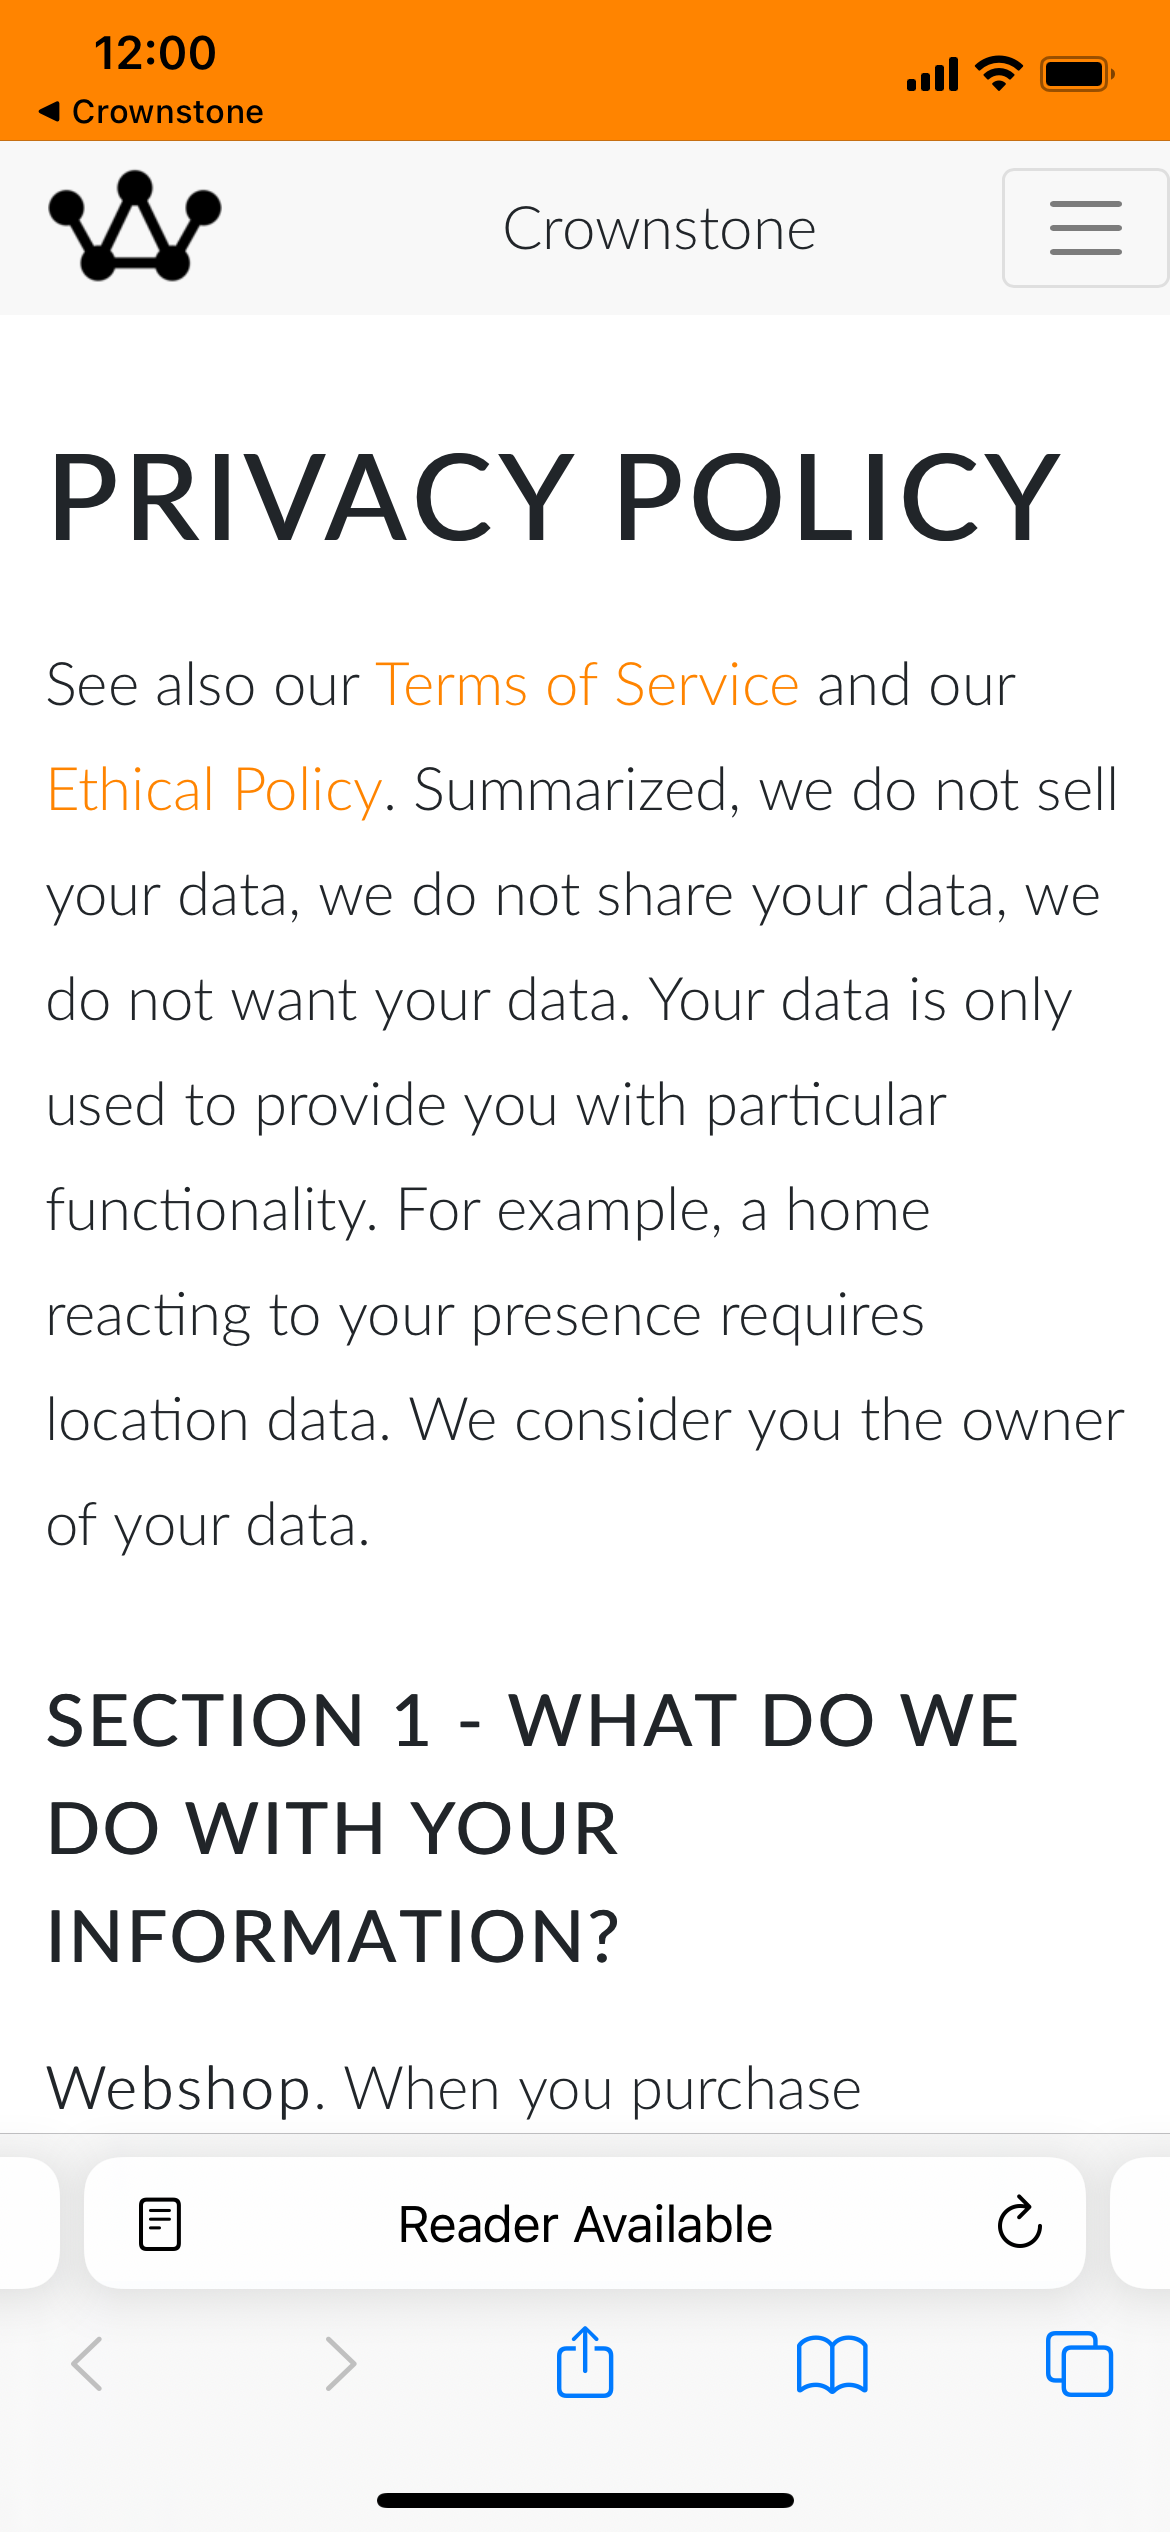 12:00
◀ Crownstone
Crownstone
PRIVACY POLICY
See also our Terms of Service and our
Ethical Policy. Summarized, we do not sell
your data, we do not share your data, we
do not want your data. Your data is only
used to provide you with particular
functionality. For example, a home
reacting to your presence requires
location data. We consider you the owner
of your data.
SECTION 1 - WHAT DO WE
DO WITH YOUR
INFORMATION?
Webshop. When you purchase
Reader Available